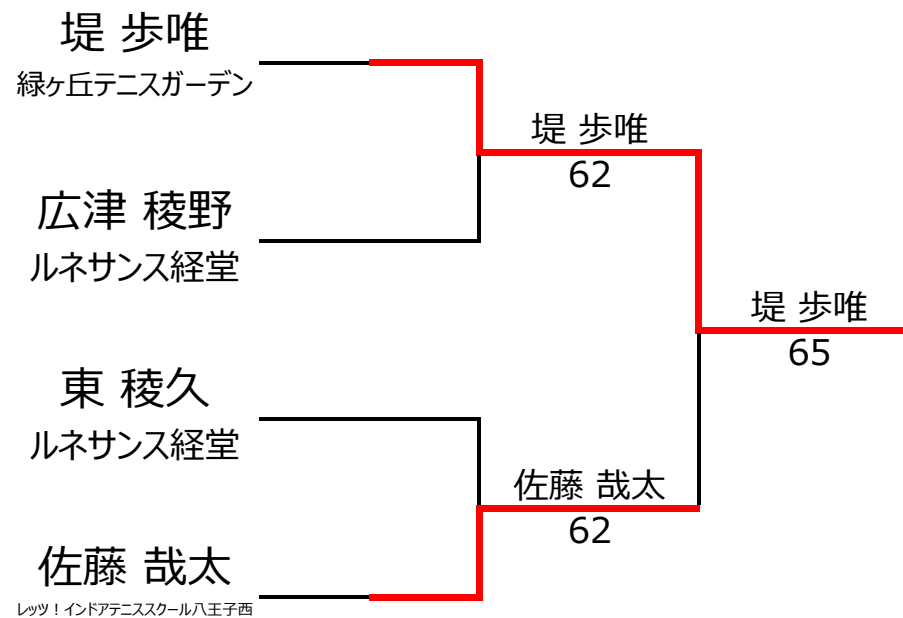 堤 歩唯
緑ヶ丘テニスガーデン
堤 歩唯
62
広津 稜野
ルネサンス経堂
堤 歩唯
65
東 稜久
ルネサンス経堂
佐藤 哉太
62
佐藤 哉太
レッツ！インドアテニススクール八王子西